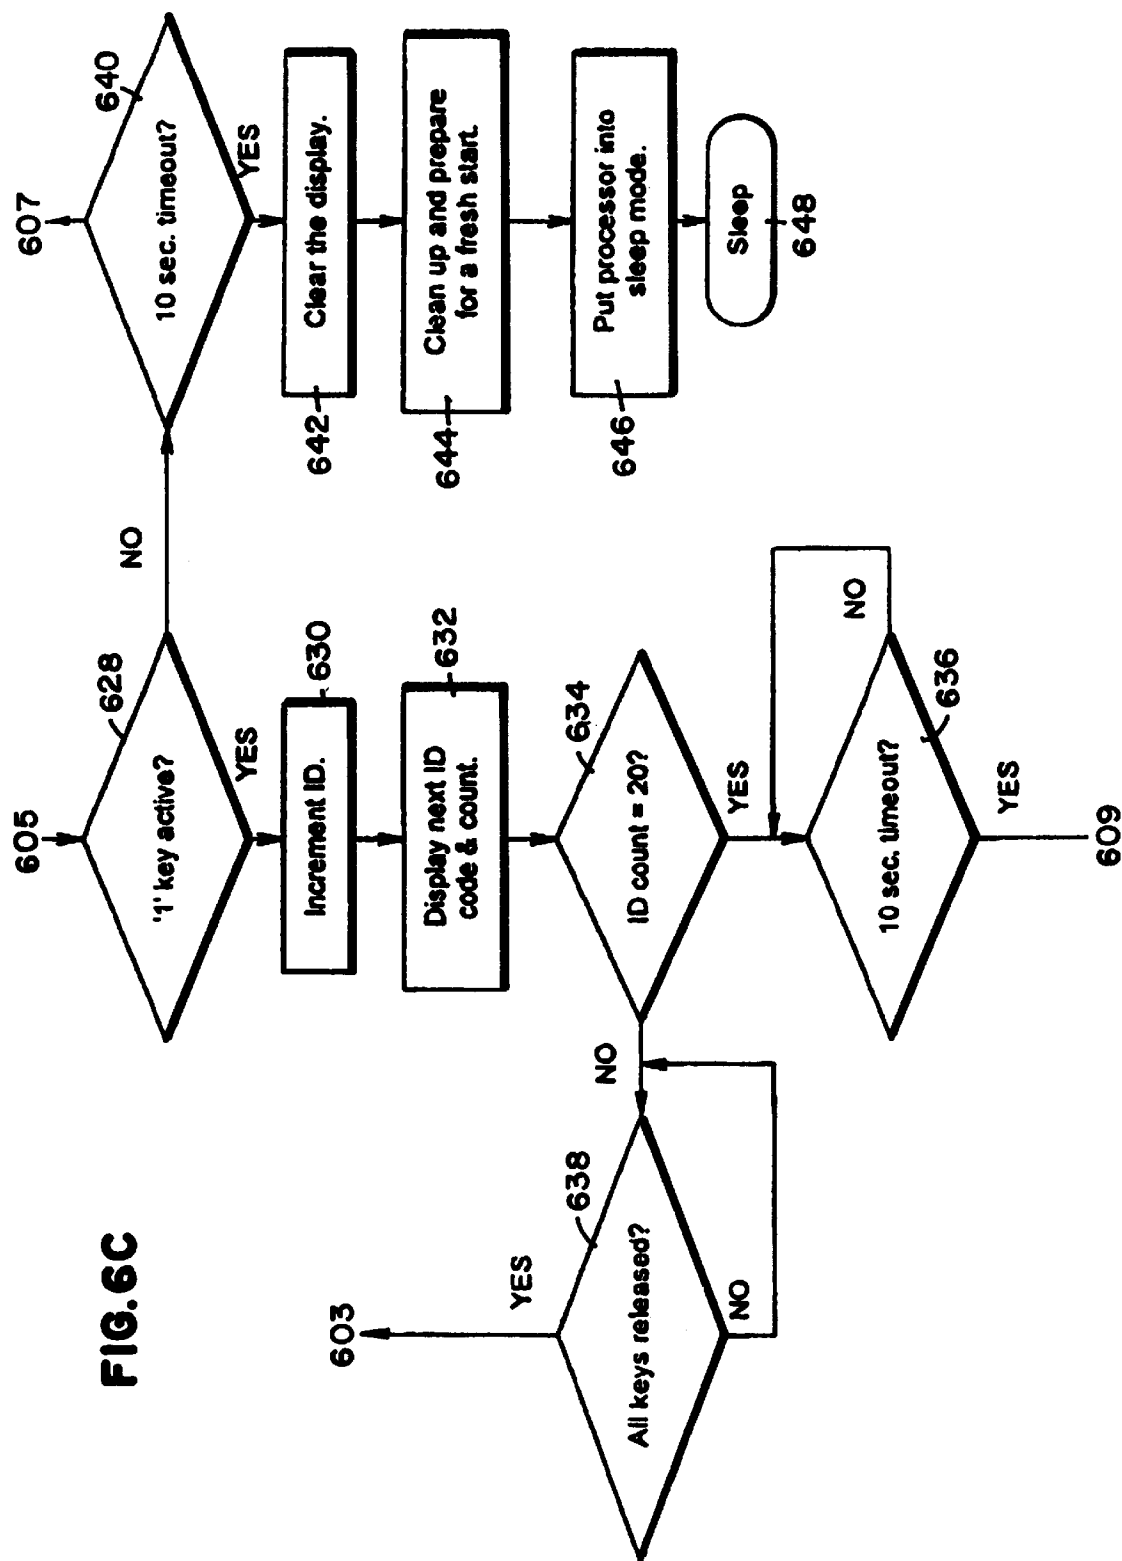 FIG.6C
605
628
'1' key active?
NO
YES
607
640
10 sec. timeout?
YES
630
Increment ID.
642
Clear the display.
632
Display next ID
code & count.
644
Clean up and prepare
for a fresh start.
603
YES
638
All keys released?
NO
NO
634
ID count = 20?
YES
646
Put processor into
sleep mode.
Sleep
648
NO
10 sec. timeout?
636
YES
609